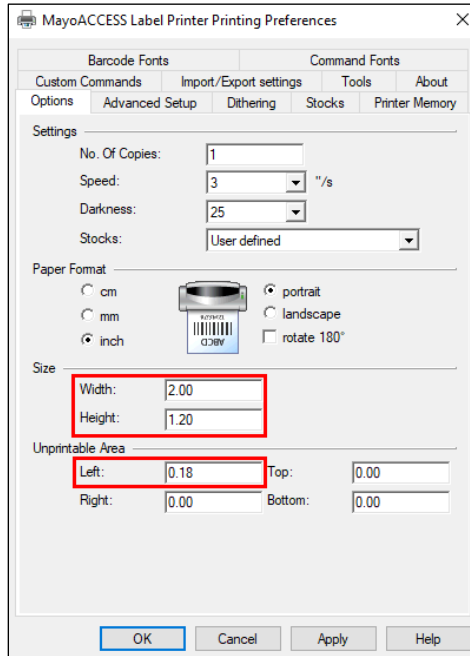 MayoACCESS Label Printer Printing Preferences
Barcode Fonts Command Fonts
Custom Commands Import/Export settings Tools About
Options Advanced Setup Dithering Stocks Printer Memory
Settings
No. Of Copies: 1
Speed: 3 "/s
Darkness: 25
Stocks: User defined
Paper Format
cm portrait
mm landscape
inch rotate 180°
ABCD
Size
Width: 2.00
Height: 1.20
Unprintable Area
Left: 0.18 Top: 0.00
Right: 0.00 Bottom: 0.00
OK Cancel Apply Help